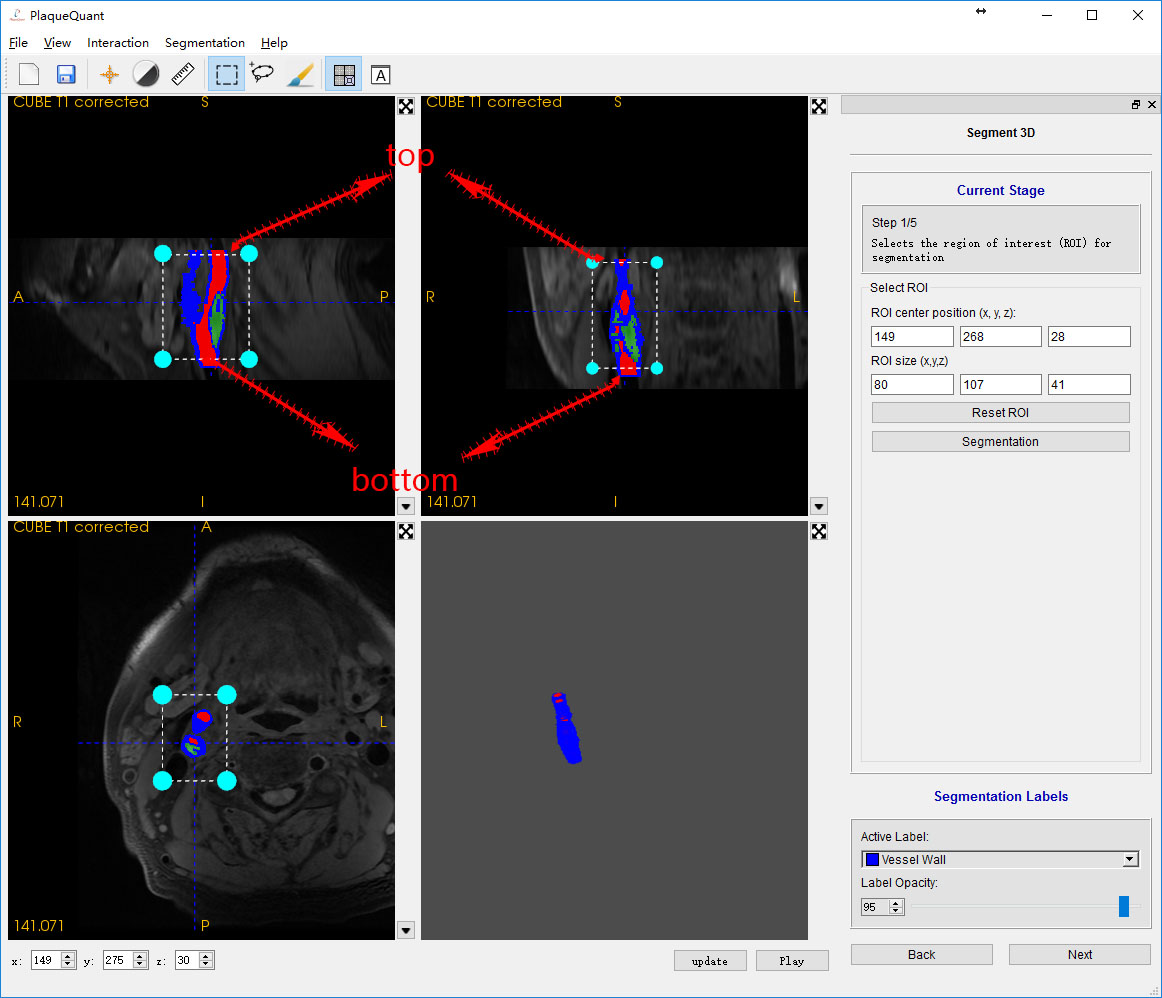 PlaqueQuant
File View Interaction Segmentation Help
A
CUBE T1 corrected
S
A
P
141.071
I
CUBE T1 corrected
S
R
L
141.071
I
top
bottom
CUBE T1 corrected
A
R
L
141.071
P
x: 149 y: 275 z: 30
update
Play
Segment 3D
Current Stage
Step 1/5
Selects the region of interest (ROI) for
segmentation
Select ROI
ROI center position (x, y, z):
149 268 28
ROI size (x,y,z)
80 107 41
Reset ROI
Segmentation
Segmentation Labels
Active Label:
Vessel Wall
Label Opacity:
95
Back
Next